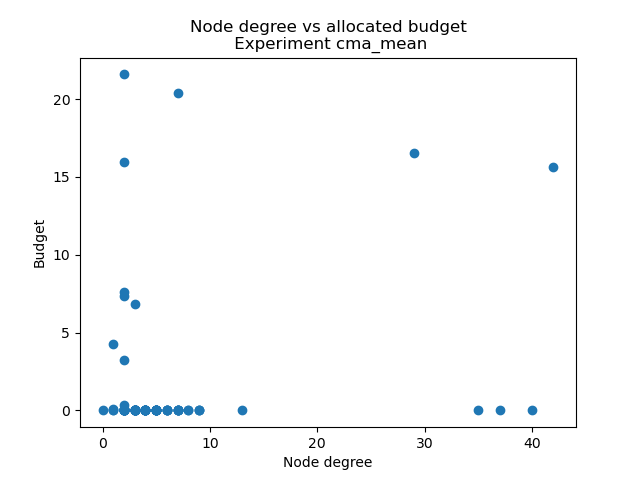 Node degree vs allocated budget
Experiment cma_mean
20
15
10
5
0
Budget
0 10 20 30 40
Node degree